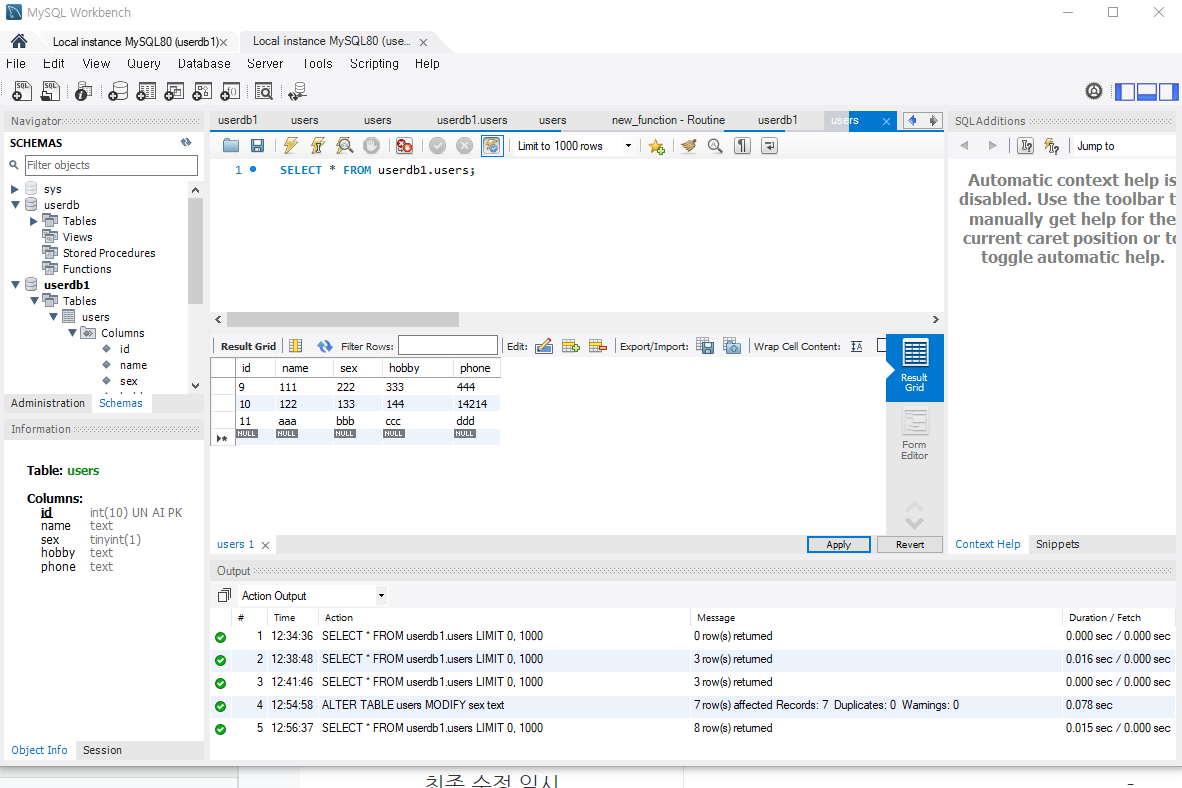 MySQL Workbench
Local instance MySQL80 (userdb1)
Local instance MySQL80 (use...
File Edit View Query Database Server Tools Scripting Help
Navigator
SCHEMAS
Filter objects
sys
userdb
Tables
Views
Stored Procedures
Functions
userdb1
Tables
users
Columns
id
name
sex
Administration Schemas
Information
Table: users
Columns:
id int(10) UN AI PK
name text
sex tinyint(1)
hobby text
phone text
Object Info Session
userdb1 users users userdb1.users users new_function - Routine userdb1 users
Limit to 1000 rows
1 SELECT * FROM userdb1.users;
Result Grid Filter Rows: Edit: Export/Import: Wrap Cell Content:
id name sex hobby phone
9 111 222 333 444
10 122 133 144 14214
11 aaa bbb ccc ddd
NULL NULL NULL NULL NULL
Result
Grid
Form
Editor
users 1
Apply Revert
SQLAdditions
Jump to
Automatic context help is
disabled. Use the toolbar t
manually get help for the
current caret position or to
toggle automatic help.
Context Help Snippets
Output
Action Output
# Time Action Message Duration / Fetch
1 12:34:36 SELECT * FROM userdb1.users LIMIT 0, 1000 0 row(s) returned 0.000 sec / 0.000 sec
2 12:38:48 SELECT * FROM userdb1.users LIMIT 0, 1000 3 row(s) returned 0.016 sec / 0.000 sec
3 12:41:46 SELECT * FROM userdb1.users LIMIT 0, 1000 3 row(s) returned 0.000 sec / 0.000 sec
4 12:54:58 ALTER TABLE users MODIFY sex text 7 row(s) affected Records: 7 Duplicates: 0 Warnings: 0 0.078 sec
5 12:56:37 SELECT * FROM userdb1.users LIMIT 0, 1000 8 row(s) returned 0.015 sec / 0.000 sec
최종 수정 일시